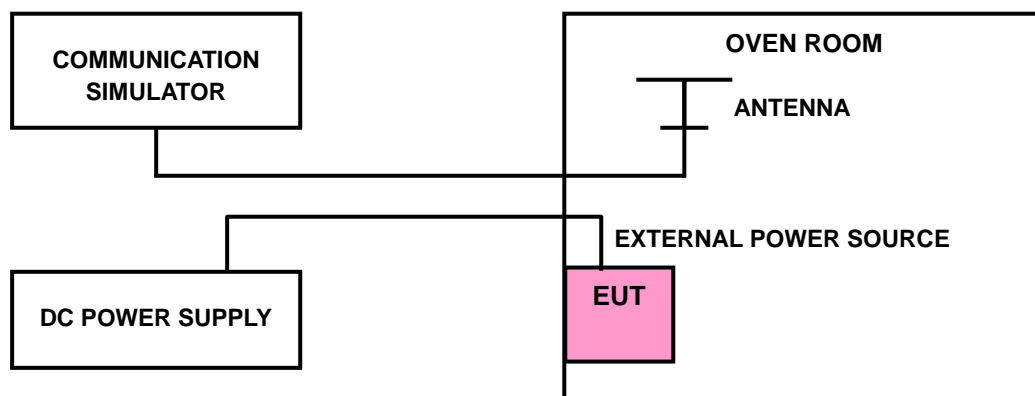 COMMUNICATION
SIMULATOR
OVEN ROOM
ANTENNA
EXTERNAL POWER SOURCE
DC POWER SUPPLY
EUT